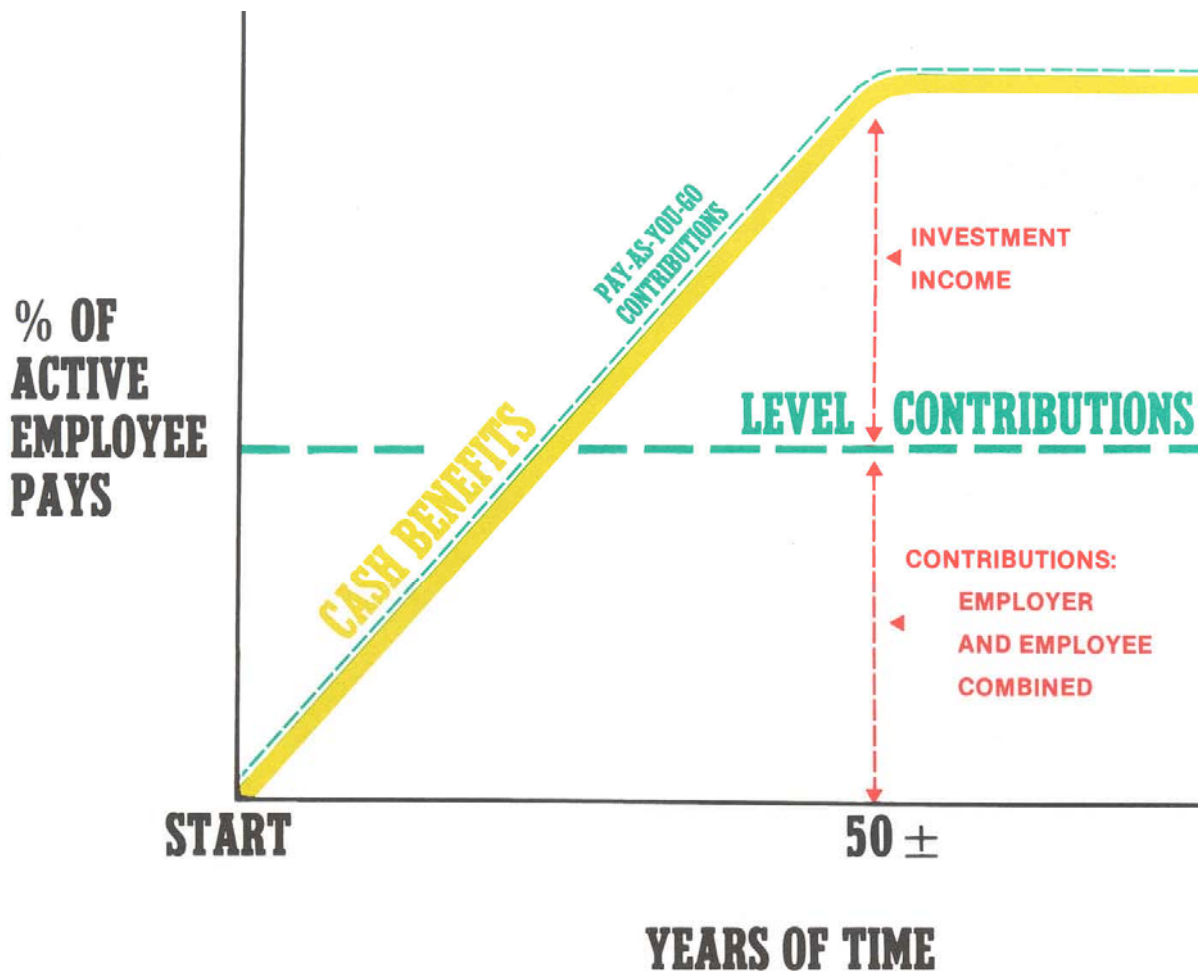 PAY-AS-YOU-GO
CONTRIBUTIONS
INVESTMENT
INCOME
% OF
ACTIVE
EMPLOYEE
PAYS
LEVEL CONTRIBUTIONS
CASH BENEFITS
CONTRIBUTIONS:
EMPLOYER
AND EMPLOYEE
COMBINED
START
50 ±
YEARS OF TIME